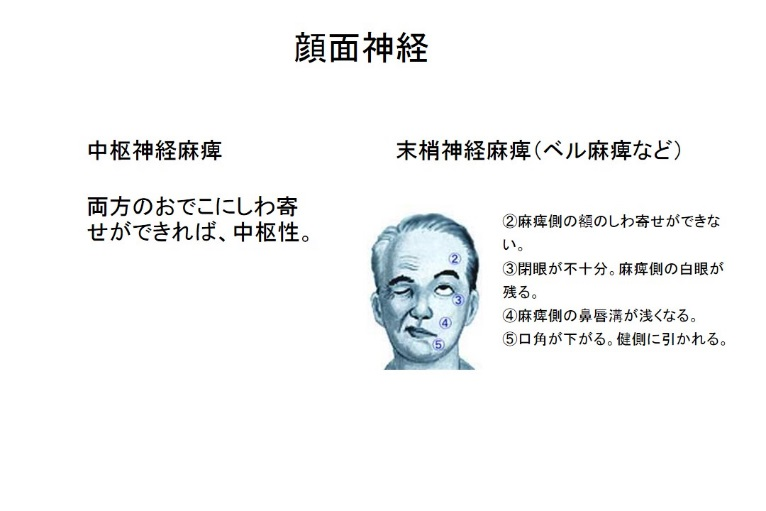 顔面神経
中枢神経麻痺
両方のおでこにしわ寄
せができれば、中枢性。
末梢神経麻痺（ベル麻痺など）
②麻痺側の額のしわ寄せができな
い。
③閉眼が不十分。麻痺側の白眼が
残る。
④麻痺側の鼻唇溝が浅くなる。
⑤口角が下がる。健側に引かれる。
②
③
④
⑤